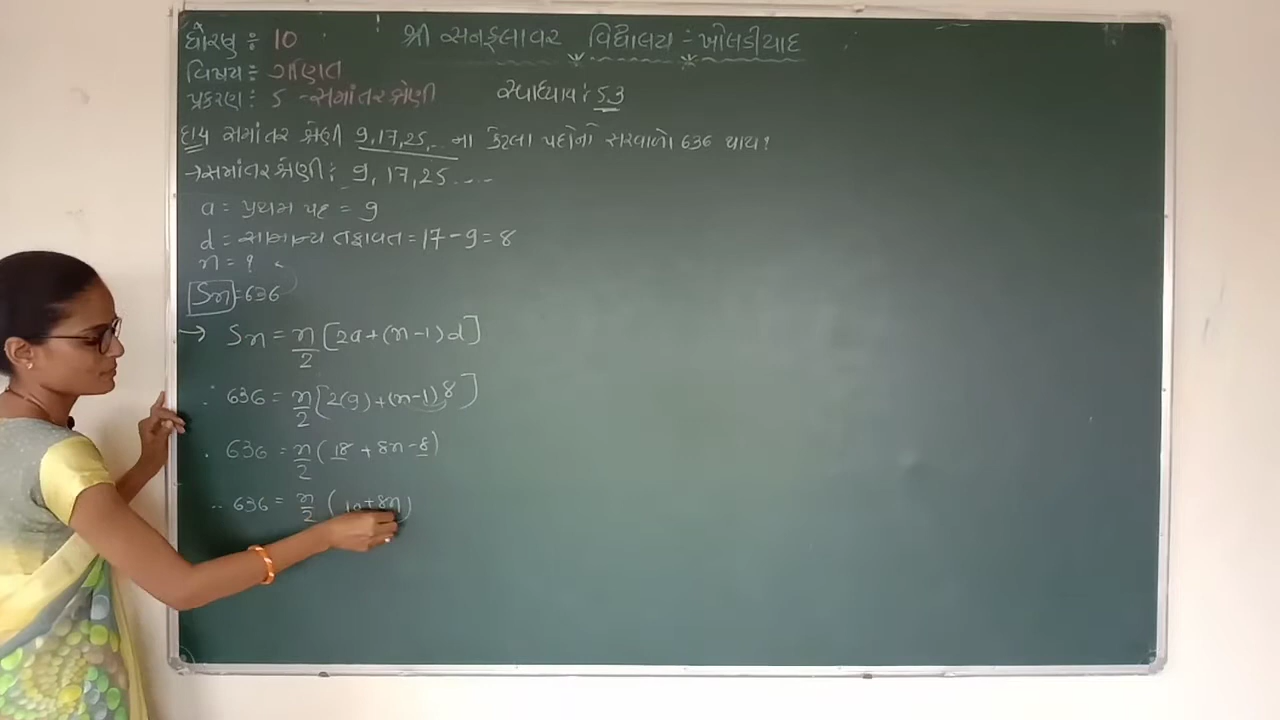 ધોરણ : 10
શ્રી સનફલાવર વિદ્યાલય - ખોલડીયાદ
વિષય : ગણિત
પ્રકરણ : 5 - સમાંતર શ્રેણી
સ્વાધ્યાય : 5.3
દા.4 સમાંતર શ્રેણી 9,17,25,... ના કેટલા પદોનો સરવાળો 636 થાય?
→ સમાંતર શ્રેણી : 9, 17, 25 ....
a = પ્રથમ પદ = 9
d = સામાન્ય તફાવત = 17 - 9 = 8
n = ?
Sn = 636
→ Sn = n/2 [2a + (n-1) d]
∴ 636 = n/2 [2(9) + (n-1) 8]
∴ 636 = n/2 (18 + 8n - 8)
∴ 636 = n/2 (10 + 8n)